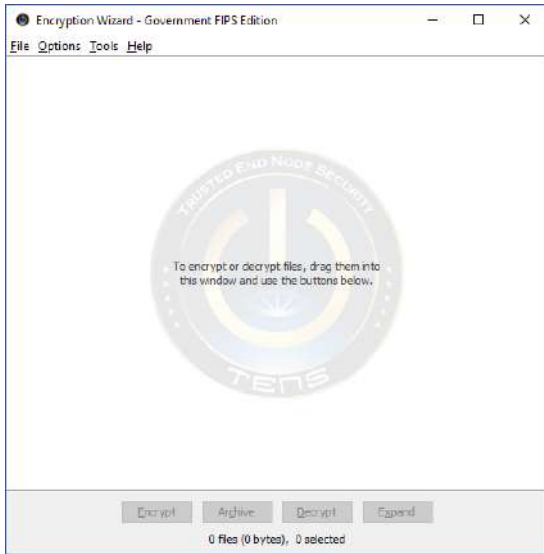 Encryption Wizard - Government FIPS Edition
File Options Tools Help
TRUSTED END NODE SECURITY
To encrypt or decrypt files, drag them into
this window and use the buttons below.
TENS
Encrypt Archive Decrypt Expand
0 files (0 bytes), 0 selected